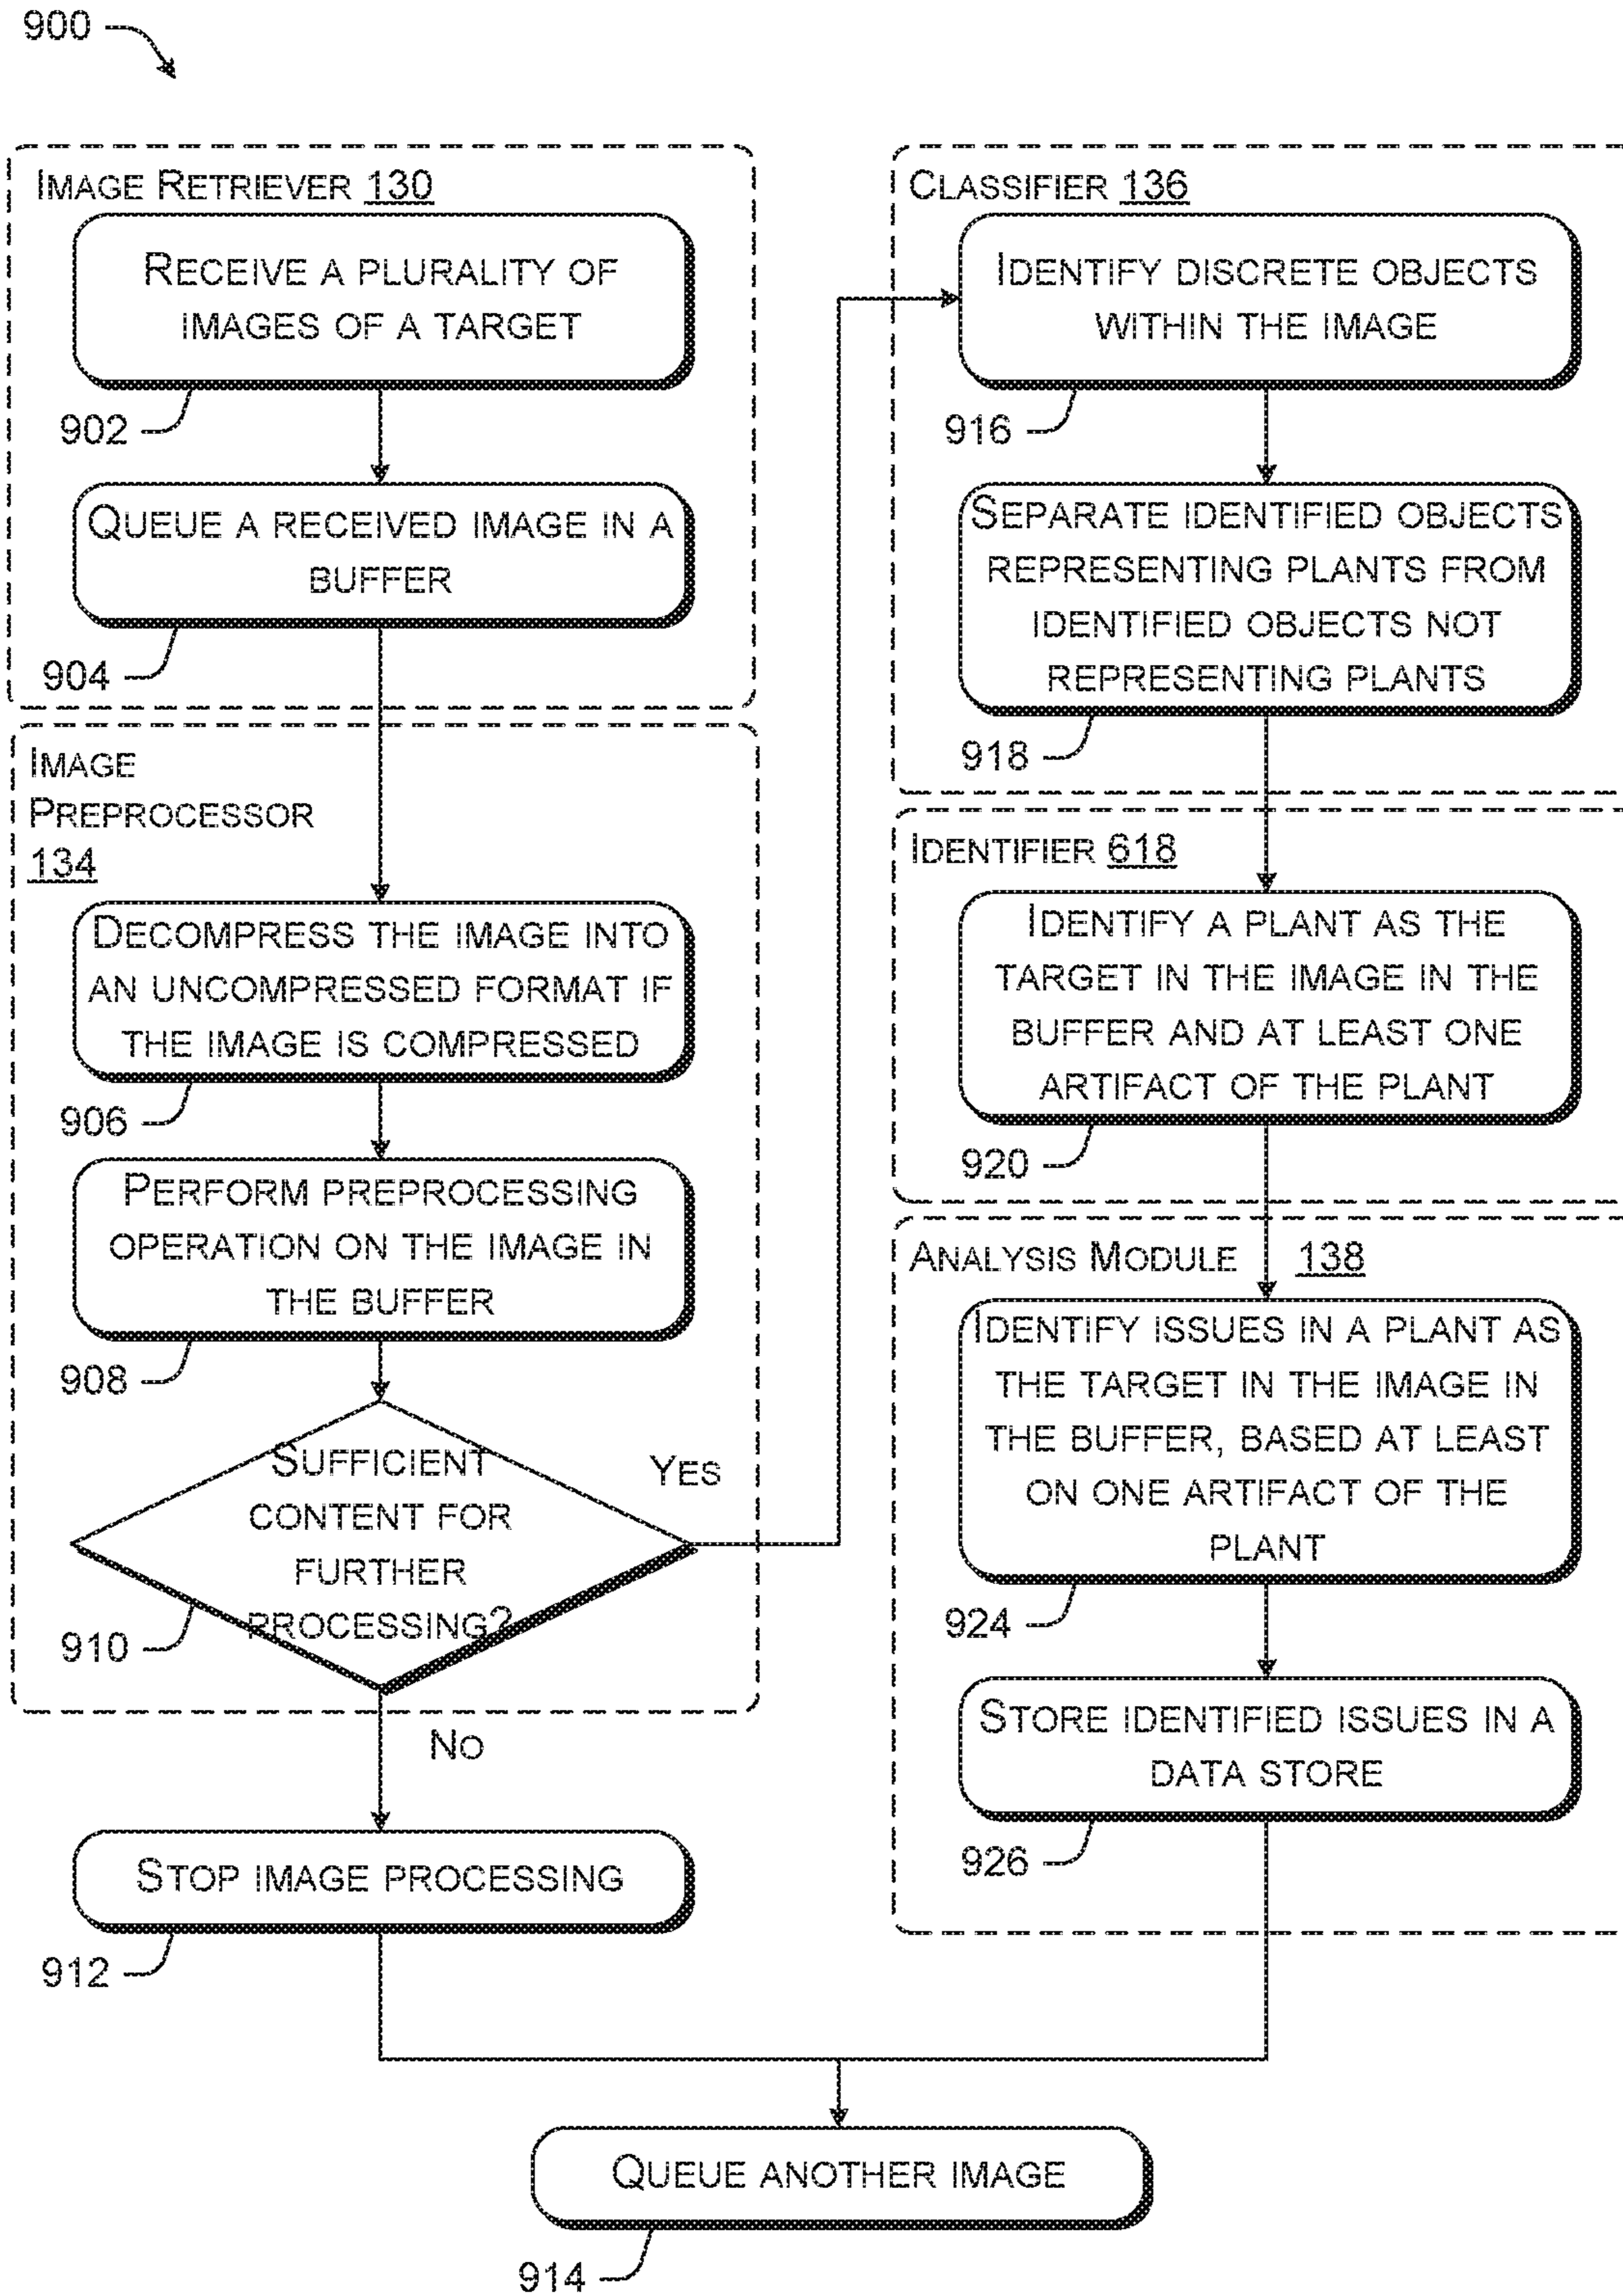 900
IMAGE RETRIEVER 130
RECEIVE A PLURALITY OF
IMAGES OF A TARGET
902
QUEUE A RECEIVED IMAGE IN A
BUFFER
904
IMAGE
PREPROCESSOR
134
DECOMPRESS THE IMAGE INTO
AN UNCOMPRESSED FORMAT IF
THE IMAGE IS COMPRESSED
906
PERFORM PREPROCESSING
OPERATION ON THE IMAGE IN
THE BUFFER
908
SUFFICIENT
CONTENT FOR
FURTHER
PROCESSING?
YES
910
NO
STOP IMAGE PROCESSING
912
CLASSIFIER 136
IDENTIFY DISCRETE OBJECTS
WITHIN THE IMAGE
916
SEPARATE IDENTIFIED OBJECTS
REPRESENTING PLANTS FROM
IDENTIFIED OBJECTS NOT
REPRESENTING PLANTS
918
IDENTIFIER 618
IDENTIFY A PLANT AS THE
TARGET IN THE IMAGE IN THE
BUFFER AND AT LEAST ONE
ARTIFACT OF THE PLANT
920
ANALYSIS MODULE 138
IDENTIFY ISSUES IN A PLANT AS
THE TARGET IN THE IMAGE IN
THE BUFFER, BASED AT LEAST
ON ONE ARTIFACT OF THE
PLANT
924
STORE IDENTIFIED ISSUES IN A
DATA STORE
926
QUEUE ANOTHER IMAGE
914